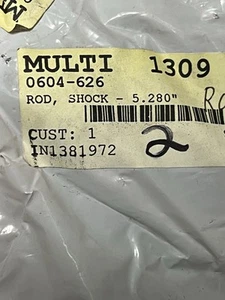 MULTI 1309
0604-626
ROD, SHOCK - 5.280"
CUST: 1
2
IN1381972